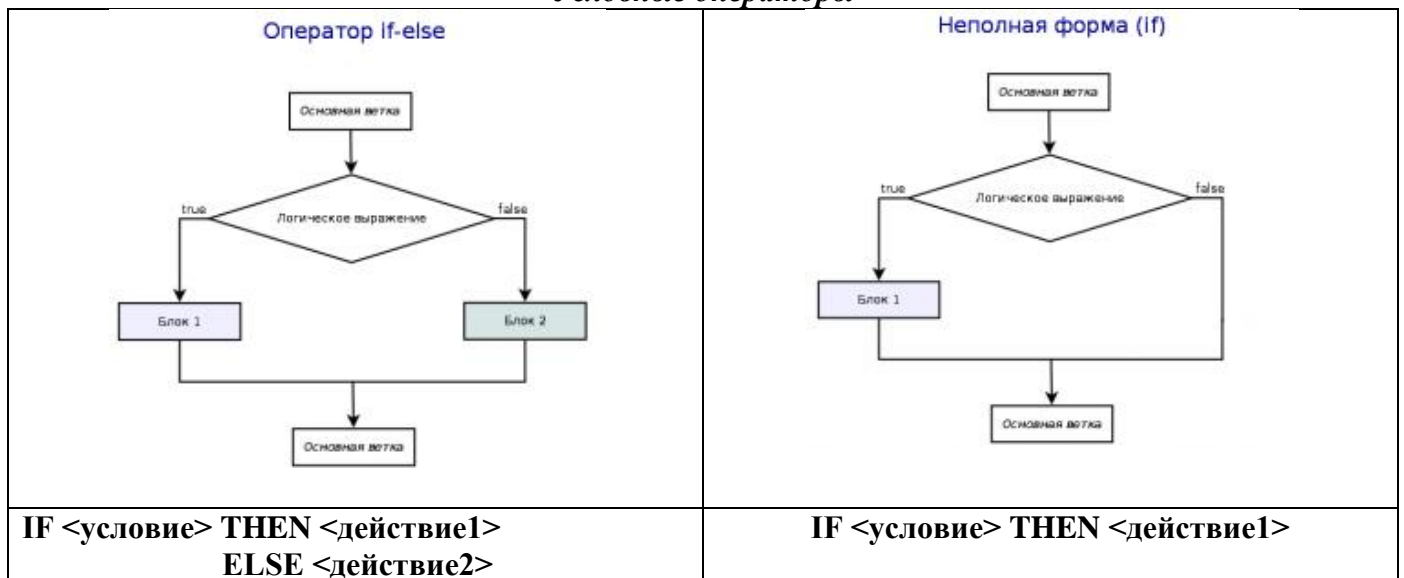 Оператор if-else
Основная ветка
Логическое выражение
true
false
Блок 1
Блок 2
Основная ветка
IF <условие> THEN <действие1>
ELSE <действие2>
Неполная форма (if)
Основная ветка
Логическое выражение
true
false
Блок 1
Основная ветка
IF <условие> THEN <действие1>